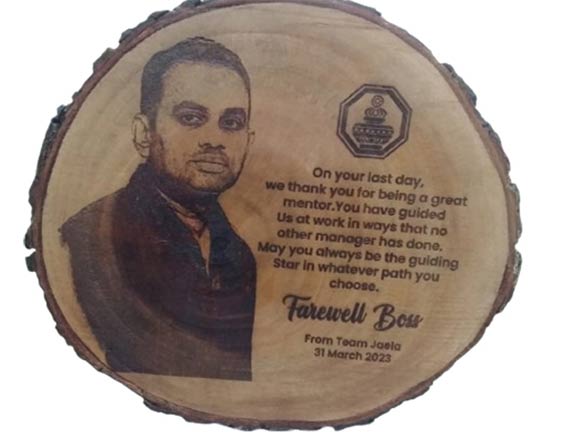 On your last day,
we thank you for being a great
mentor.You have guided
Us at work in ways that no
other manager has done.
May you always be the guiding
Star in whatever path you
choose.
Farewell Boss
From Team Jaela
31 March 2023